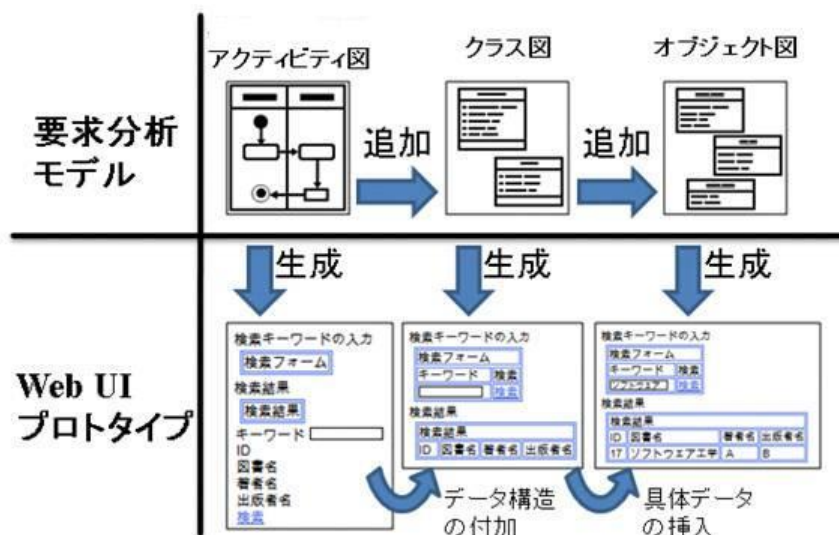 アクティビティ図
クラス図
オブジェクト図
要求分析
モデル
追加
追加
生成
生成
生成
Web UI
プロトタイプ
検索キーワードの入力
検索フォーム
検索結果
検索結果
キーワード
ID
図書名
著者名
出版者名
検索
検索キーワードの入力
検索フォーム
キーワード 検索
検索
検索結果
検索結果
ID 図書名 著者名 出版者名
検索キーワードの入力
検索フォーム
キーワード 検索
ソフトウェア 検索
検索結果
検索結果
ID 図書名 著者名 出版者名
17 ソフトウェア工学 A B
データ構造
の付加
具体データ
の挿入